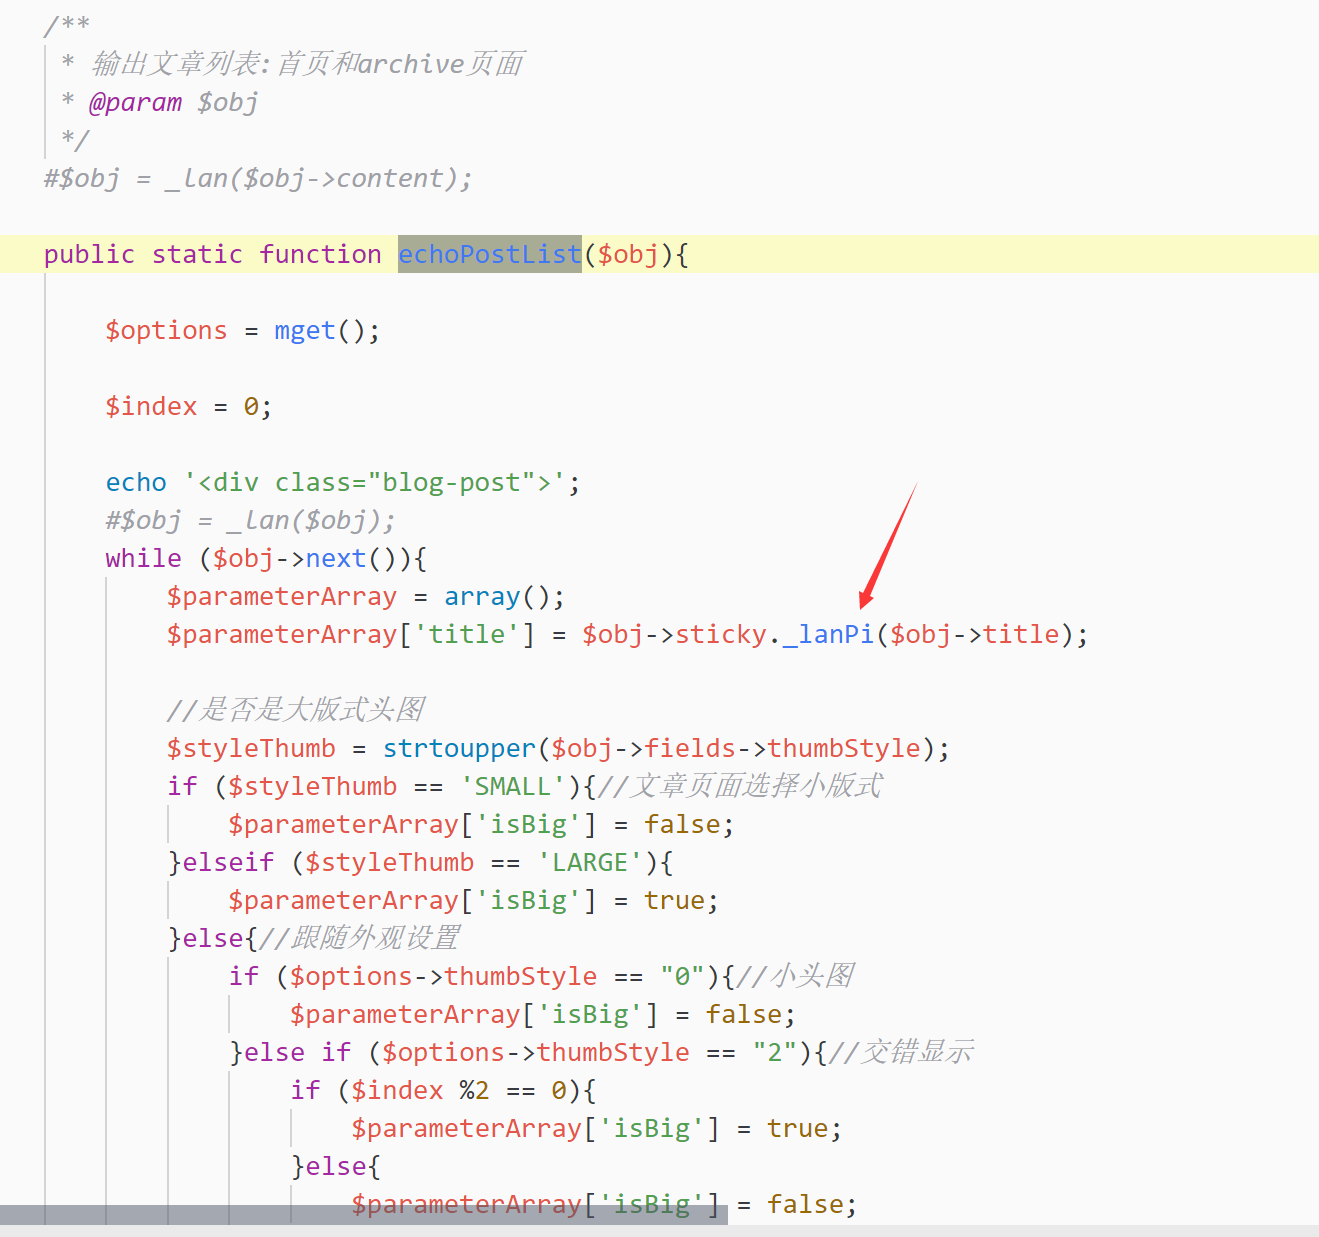 /**
 * 输出文章列表:首页和archive页面
 * @param $obj
 */
#$obj = _lan($obj->content);
public static function echoPostList($obj){
$options = mget();
$index = 0;
echo '<div class="blog-post">';
#$obj = _lan($obj);
while ($obj->next()){
$parameterArray = array();
$parameterArray['title'] = $obj->sticky._lanPi($obj->title);
//是否是大版式头图
$styleThumb = strtoupper($obj->fields->thumbStyle);
if ($styleThumb == 'SMALL'){//文章页面选择小版式
$parameterArray['isBig'] = false;
}elseif ($styleThumb == 'LARGE'){
$parameterArray['isBig'] = true;
}else{//跟随外观设置
if ($options->thumbStyle == "0"){//小头图
$parameterArray['isBig'] = false;
}else if ($options->thumbStyle == "2"){//交错显示
if ($index %2 == 0){
$parameterArray['isBig'] = true;
}else{
$parameterArray['isBig'] = false;